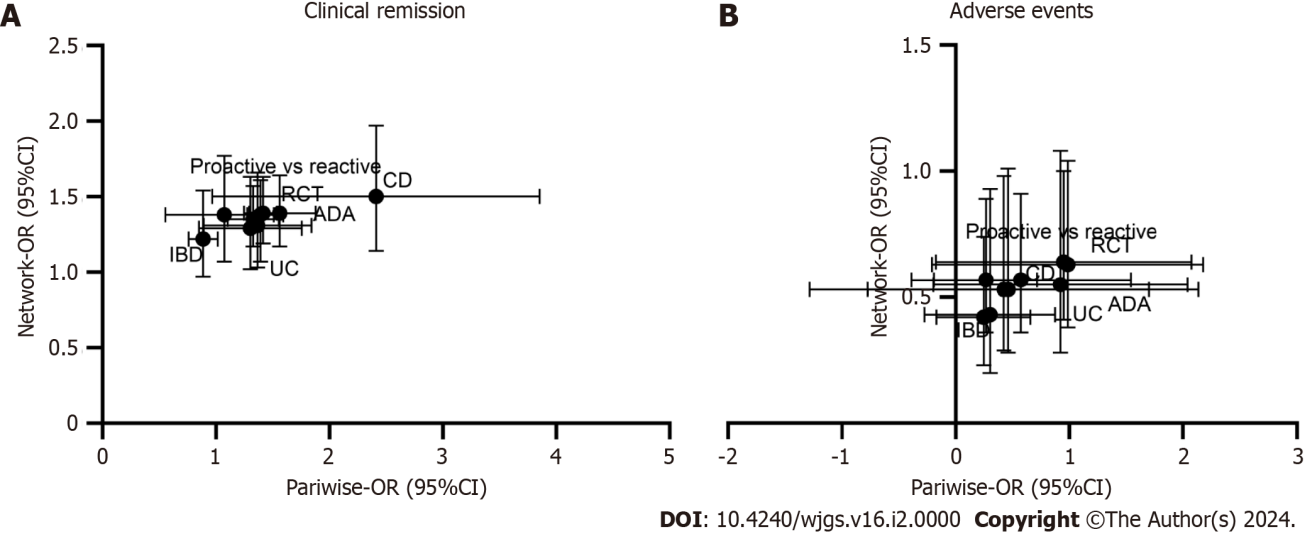 A
Clinical remission
2.5
2.0
1.5
1.0
0.5
0
Network-OR (95%CI)
Proactive vs reactive
CD
RCT
ADA
IBD
UC
0
1
2
3
4
5
Pariwise-OR (95%CI)
B
Adverse events
1.5
1.0
0.5
Network-OR (95%CI)
Proactive vs reactive
RCT
CD
ADA
UC
IBD
-2
-1
0
1
2
3
Pariwise-OR (95%CI)
DOI: 10.4240/wjgs.v16.i2.0000 Copyright ©The Author(s) 2024.